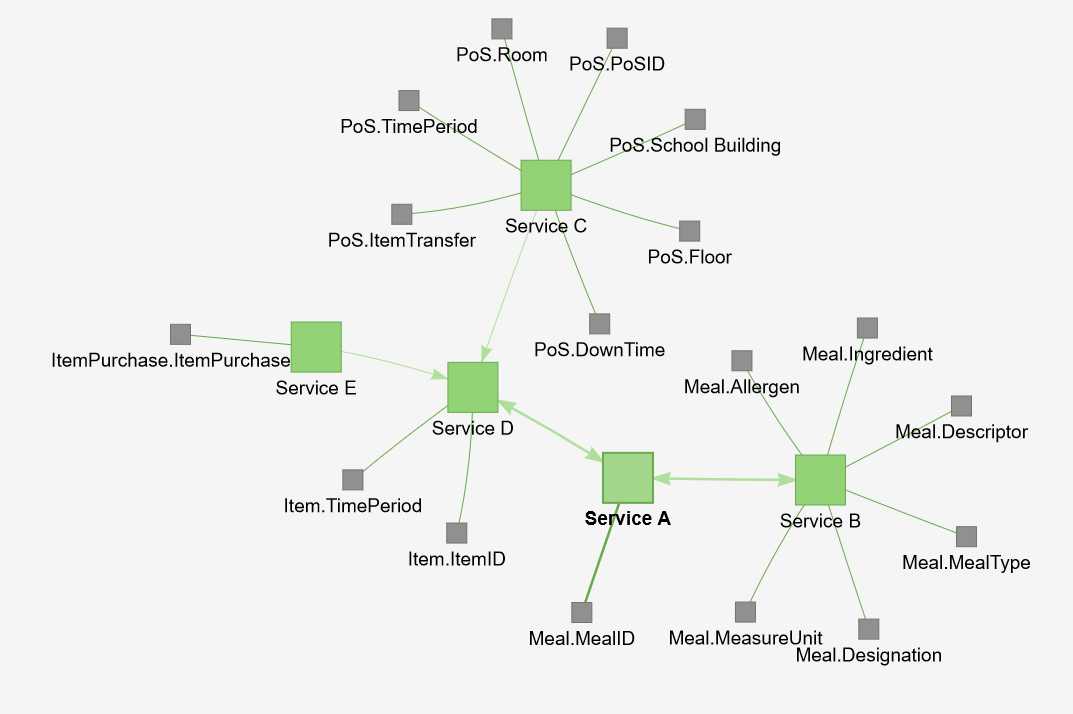 PoS.Room
PoS.PoSID
PoS.TimePeriod
PoS.School Building
Service C
PoS.ItemTransfer
PoS.Floor
PoS.DownTime
Meal.Ingredient
ItemPurchase.ItemPurchase
Service E
Meal.Allergen
Service D
Meal.Descriptor
Item.TimePeriod
Service A
Service B
Item.ItemID
Meal.MealType
Meal.MealID
Meal.MeasureUnit
Meal.Designation